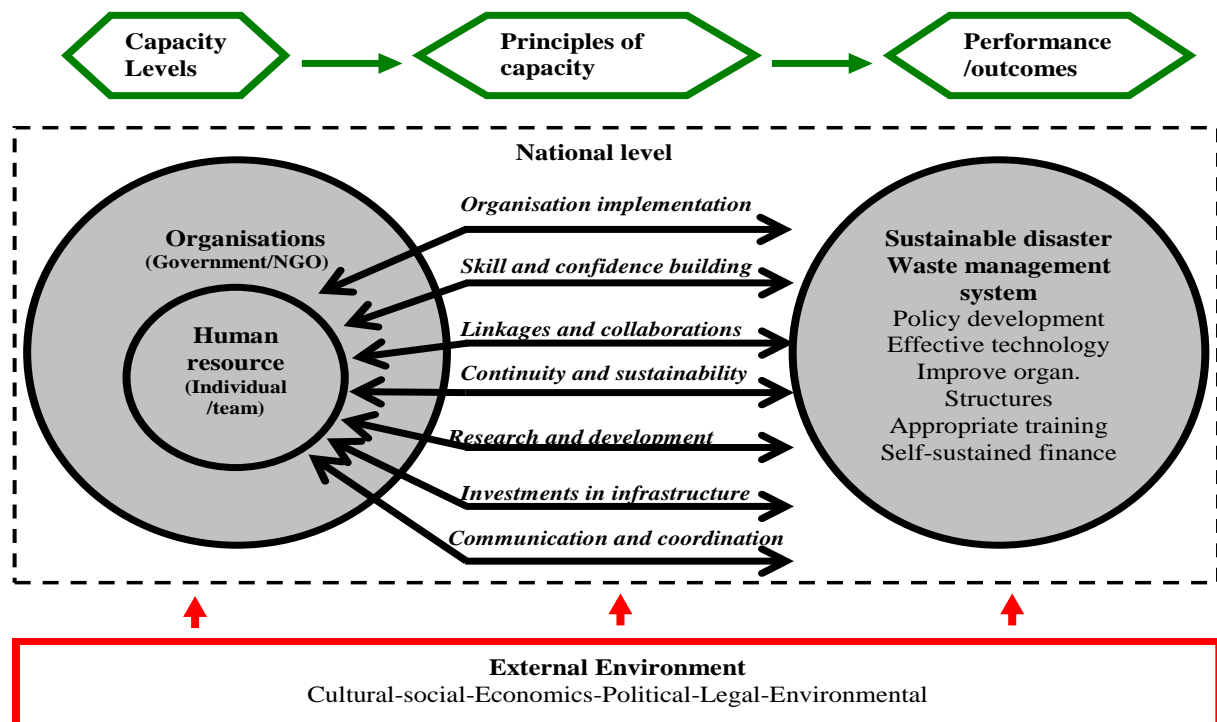 Capacity
Levels
Principles of
capacity
Performance
/outcomes
National level
Organisations
(Government/NGO)
Human
resource
(Individual
/team)
Organisation implementation
Skill and confidence building
Linkages and collaborations
Continuity and sustainability
Research and development
Investments in infrastructure
Communication and coordination
Sustainable disaster
Waste management
system
Policy development
Effective technology
Improve organ.
Structures
Appropriate training
Self-sustained finance
External Environment
Cultural-social-Economics-Political-Legal-Environmental